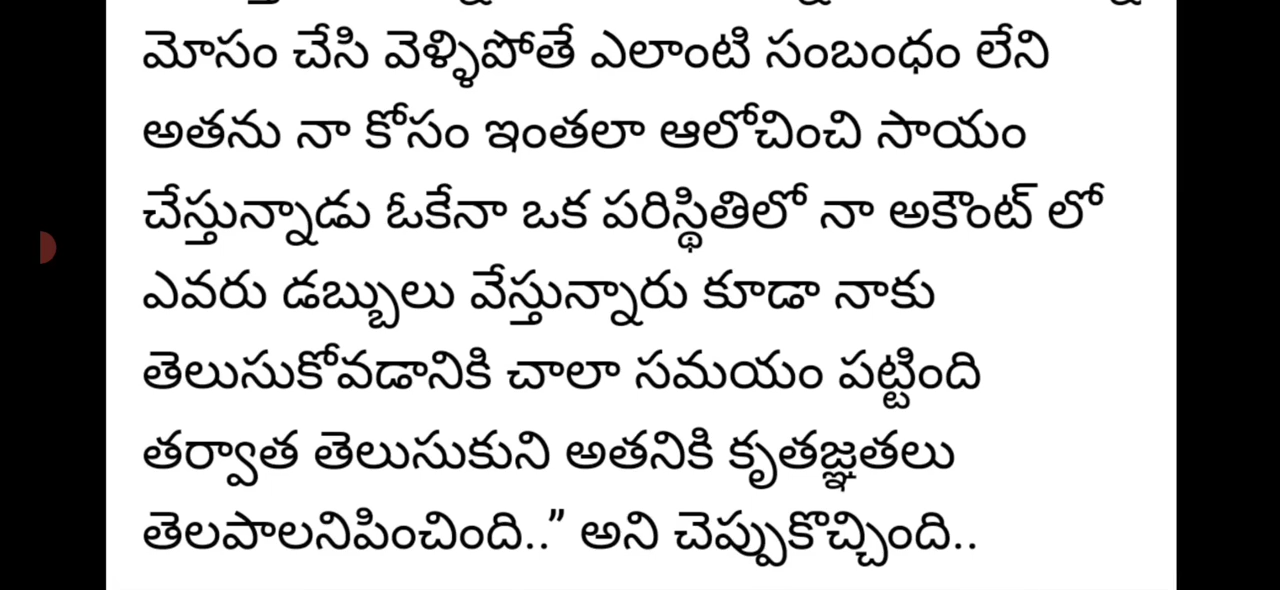 మోసం చేసి వెళ్ళిపోతే ఎలాంటి సంబంధం లేని
అతను నా కోసం ఇంతలా ఆలోచించి సాయం
చేస్తున్నాడు ఓకేనా ఒక పరిస్థితిలో నా అకౌంట్ లో
ఎవరు డబ్బులు వేస్తున్నారు కూడా నాకు
తెలుసుకోవడానికి చాలా సమయం పట్టింది
తర్వాత తెలుసుకుని అతనికి కృతజ్ఞతలు
తెలపాలనిపించింది..” అని చెప్పుకొచ్చింది..